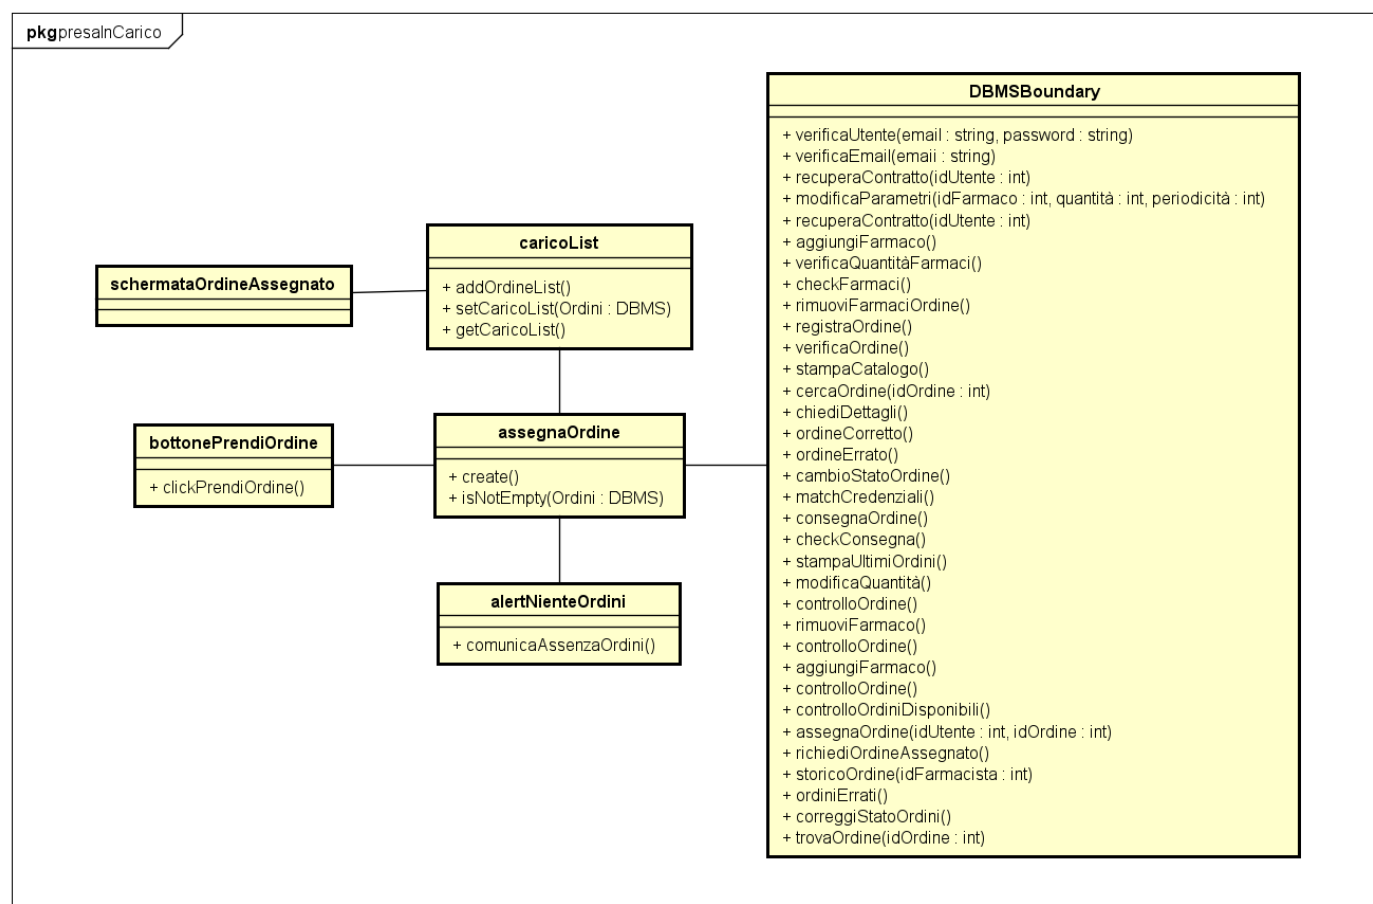 pkg presaInCarico
DBMSBoundary
+ verificaUtente(email : string, password : string)
+ verificaEmail(emaii : string)
+ recuperaContratto(idUtente : int)
+ modificaParametri(idFarmaco : int, quantità : int, periodicità : int)
+ recuperaContratto(idUtente : int)
+ aggiungiFarmaco()
+ verificaQuantitàFarmaci()
+ checkFarmaci()
+ rimuoviFarmaciOrdine()
+ registraOrdine()
+ verificaOrdine()
+ stampaCatalogo()
+ cercaOrdine(idOrdine : int)
+ chiediDettagli()
+ ordineCorretto()
+ ordineErrato()
+ cambioStatoOrdine()
+ matchCredenziali()
+ consegnaOrdine()
+ checkConsegna()
+ stampaUltimiOrdini()
+ modificaQuantità()
+ controlloOrdine()
+ rimuoviFarmaco()
+ controlloOrdine()
+ aggiungiFarmaco()
+ controlloOrdine()
+ controlloOrdiniDisponibili()
+ assegnaOrdine(idUtente : int, idOrdine : int)
+ richiediOrdineAssegnato()
+ storicoOrdine(idFarmacista : int)
+ ordiniErrati()
+ correggiStatoOrdini()
+ trovaOrdine(idOrdine : int)
caricoList
+ addOrdineList()
+ setCaricoList(Ordini : DBMS)
+ getCaricoList()
schermataOrdineAssegnato
assegnaOrdine
+ create()
+ isNotEmpty(Ordini : DBMS)
bottonePrendiOrdine
+ clickPrendiOrdine()
alertNienteOrdini
+ comunicaAssenzaOrdini()